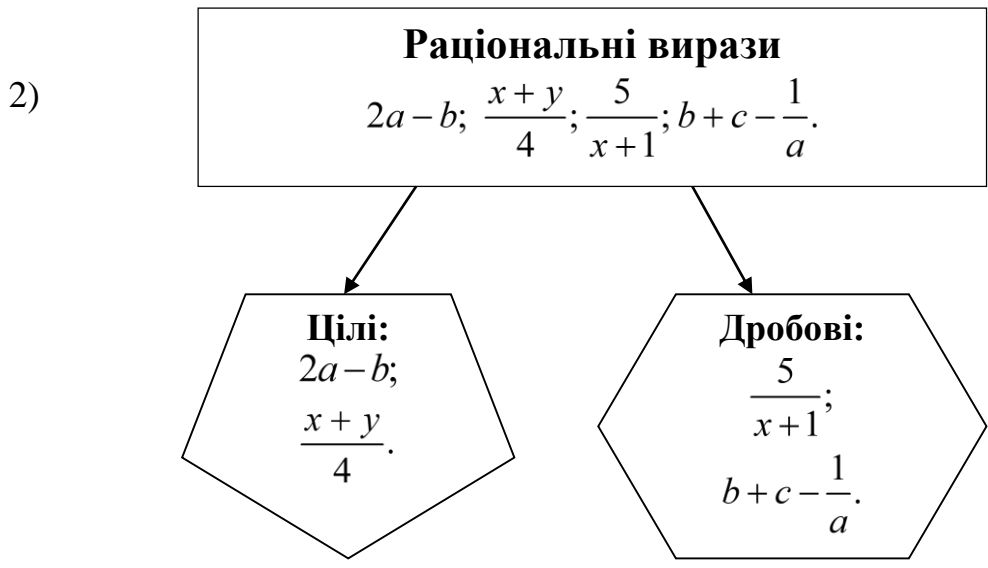 2)
Раціональні вирази
2a − b; (x + y)/4; 5/(x + 1); b + c − 1/a.
Цілі:
2a − b;
(x + y)/4.
Дробові:
5/(x + 1);
b + c − 1/a.